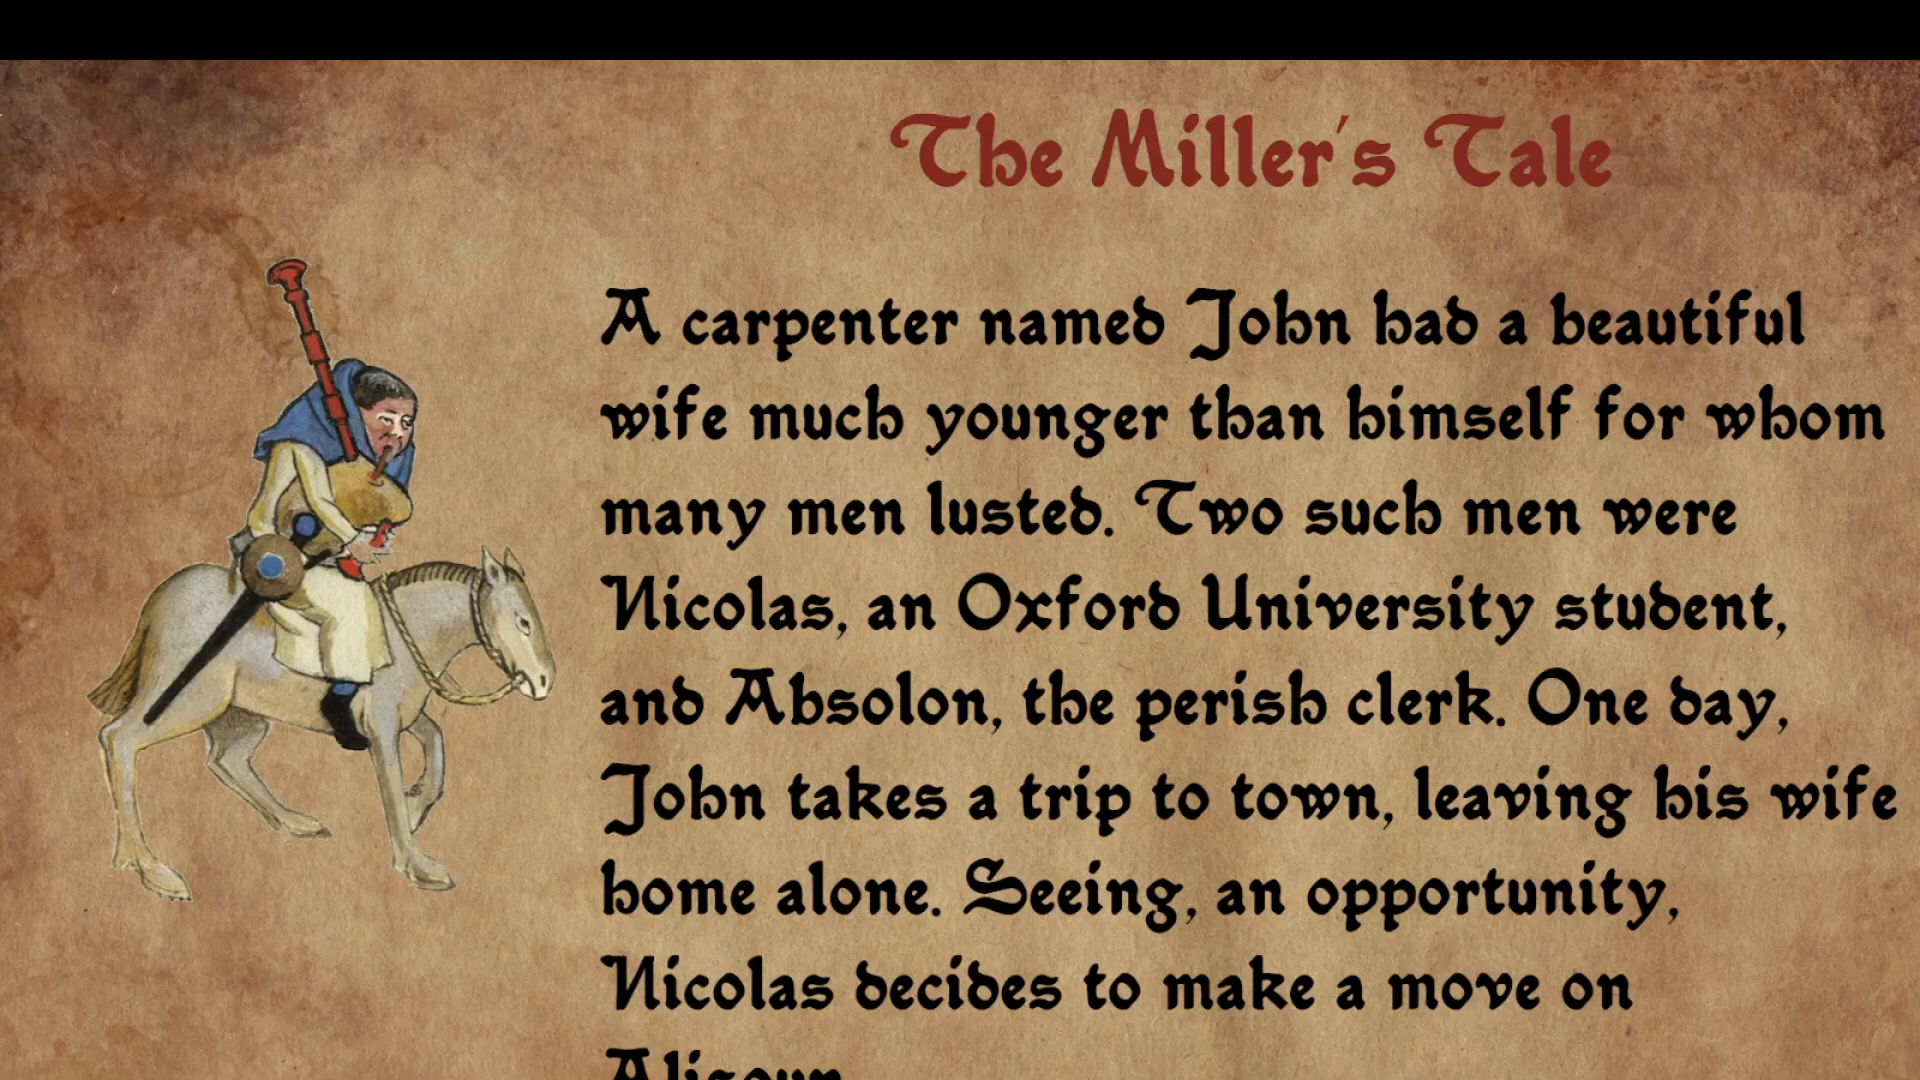 The Miller's Tale
A carpenter named John had a beautiful
wife much younger than himself for whom
many men lusted. Two such men were
Nicolas, an Oxford University student,
and Absolon, the perish clerk. One day,
John takes a trip to town, leaving his wife
home alone. Seeing, an opportunity,
Nicolas decides to make a move on